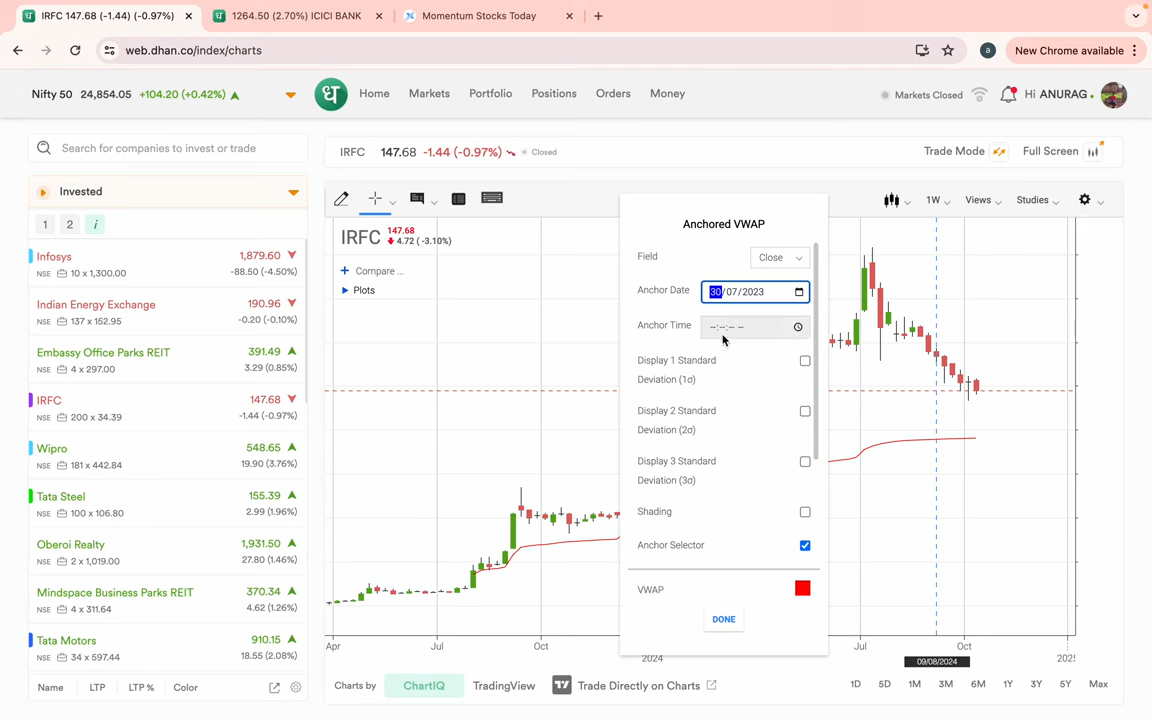 IRFC 147.68 (-1.44) (-0.97%)
1264.50 (2.70%) ICICI BANK
Momentum Stocks Today
web.dhan.co/index/charts
a
New Chrome available
Nifty 50 24,854.05 +104.20 (+0.42%)
ध
Home Markets Portfolio Positions Orders Money
Markets Closed
Hi ANURAG
Search for companies to invest or trade
IRFC 147.68 -1.44 (-0.97%) Closed
Trade Mode
Full Screen
Invested
1 2 i
Infosys 1,879.60
NSE 10 x 1,300.00 -88.50 (-4.50%)
Indian Energy Exchange 190.96
NSE 137 x 152.95 -0.20 (-0.10%)
Embassy Office Parks REIT 391.49
NSE 4 x 297.00 3.29 (0.85%)
IRFC 147.68
NSE 200 x 34.39 -1.44 (-0.97%)
Wipro 548.65
NSE 181 x 442.84 19.90 (3.76%)
Tata Steel 155.39
NSE 100 x 106.80 2.99 (1.96%)
Oberoi Realty 1,931.50
NSE 2 x 1,019.00 27.80 (1.46%)
Mindspace Business Parks REIT 370.34
NSE 4 x 311.64 4.62 (1.26%)
Tata Motors 910.15
NSE 34 x 597.44 18.55 (2.08%)
Name LTP LTP % Color
1W Views Studies
IRFC 147.68
4.72 (-3.10%)
+ Compare ...
Plots
Anchored VWAP
Field Close
Anchor Date 30/07/2023
Anchor Time --:--:-- --
Display 1 Standard
Deviation (1σ)
Display 2 Standard
Deviation (2σ)
Display 3 Standard
Deviation (3σ)
Shading
Anchor Selector
VWAP
DONE
Apr Jul Oct 2024 Jul Oct 2025
09/08/2024
Charts by ChartIQ TradingView Trade Directly on Charts
1D 5D 1M 3M 6M 1Y 3Y 5Y Max